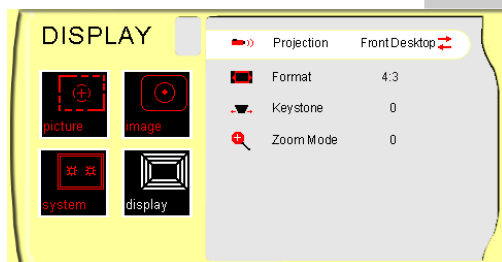 DISPLAY
picture image
system display
Projection Front Desktop
Format 4:3
Keystone 0
Zoom Mode 0